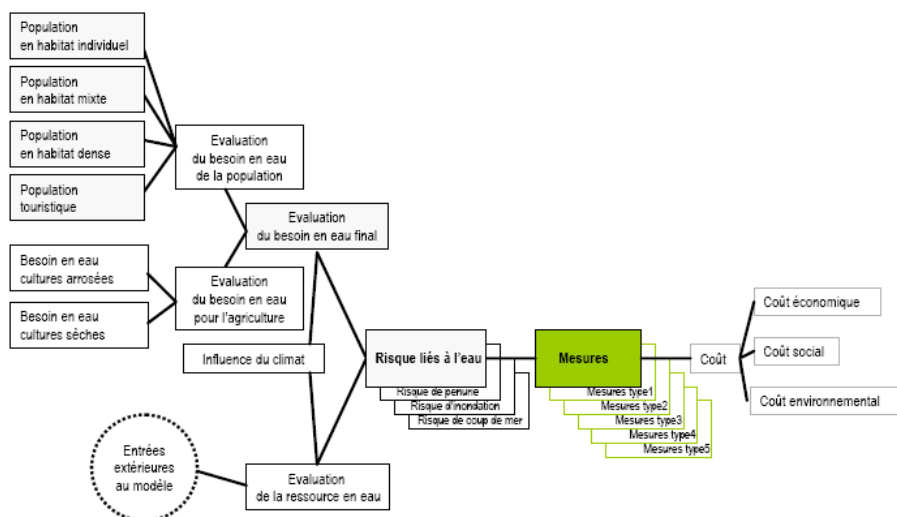 Population
en habitat individuel
Population
en habitat mixte
Population
en habitat dense
Population
touristique
Evaluation
du besoin en eau
de la population
Evaluation
du besoin en eau final
Besoin en eau
cultures arrosées
Besoin en eau
cultures sèches
Evaluation
du besoin en eau
pour l'agriculture
Influence du climat
Risque liés à l'eau
Risque de penurie
Risque d'inondation
Risque de coup de mer
Mesures
Mesures type1
Mesures type2
Mesures type3
Mesures type4
Mesures type5
Coût
Coût économique
Coût social
Coût environnemental
Entrées
extérieures
au modèle
Evaluation
de la ressource en eau